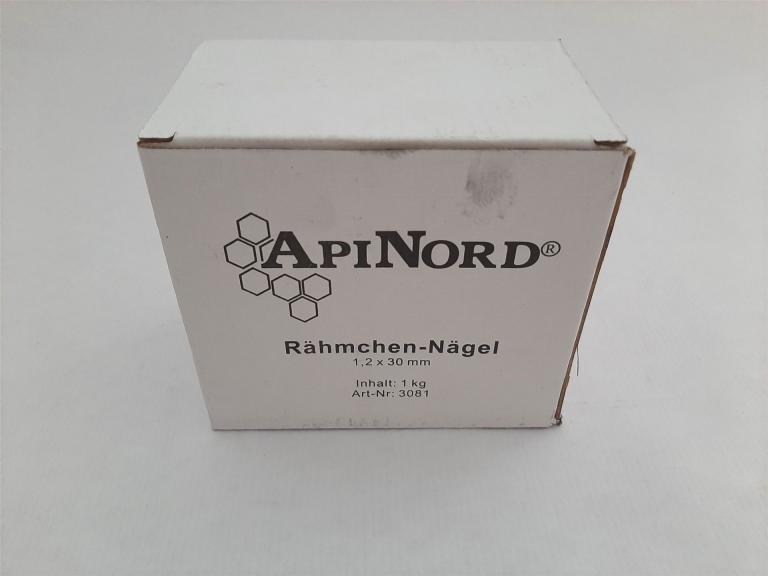 APINORD®
Rähmchen-Nägel
1,2 x 30 mm
Inhalt: 1 kg
Art-Nr: 3081